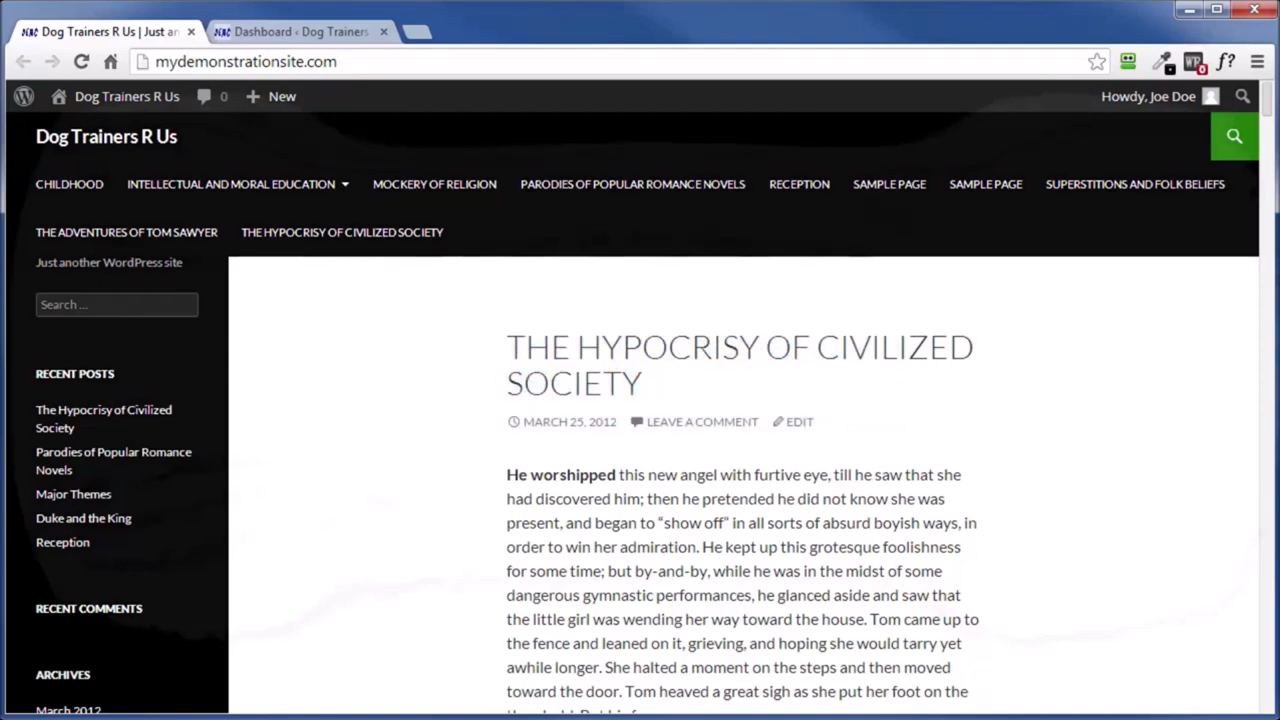 Dog Trainers R Us | Just an
Dashboard ‹ Dog Trainers
mydemonstrationsite.com
WP 0 f?
Dog Trainers R Us 0 New Howdy, Joe Doe
Dog Trainers R Us
CHILDHOOD INTELLECTUAL AND MORAL EDUCATION MOCKERY OF RELIGION PARODIES OF POPULAR ROMANCE NOVELS RECEPTION SAMPLE PAGE SAMPLE PAGE SUPERSTITIONS AND FOLK BELIEFS
THE ADVENTURES OF TOM SAWYER THE HYPOCRISY OF CIVILIZED SOCIETY
Just another WordPress site
Search ...
RECENT POSTS
The Hypocrisy of Civilized
Society
Parodies of Popular Romance
Novels
Major Themes
Duke and the King
Reception
RECENT COMMENTS
ARCHIVES
March 2012
THE HYPOCRISY OF CIVILIZED
SOCIETY
MARCH 25, 2012 LEAVE A COMMENT EDIT
He worshipped this new angel with furtive eye, till he saw that she
had discovered him; then he pretended he did not know she was
present, and began to “show off” in all sorts of absurd boyish ways, in
order to win her admiration. He kept up this grotesque foolishness
for some time; but by-and-by, while he was in the midst of some
dangerous gymnastic performances, he glanced aside and saw that
the little girl was wending her way toward the house. Tom came up to
the fence and leaned on it, grieving, and hoping she would tarry yet
awhile longer. She halted a moment on the steps and then moved
toward the door. Tom heaved a great sigh as she put her foot on the